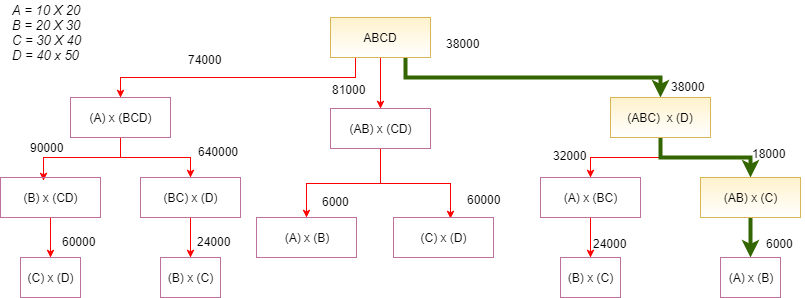 A = 10 X 20
B = 20 X 30
C = 30 X 40
D = 40 x 50
ABCD
38000
74000
81000
38000
(A) x (BCD)
(AB) x (CD)
(ABC) x (D)
90000
640000
32000
18000
(B) x (CD)
(BC) x (D)
6000
60000
(A) x (BC)
(AB) x (C)
(A) x (B)
(C) x (D)
60000
24000
24000
6000
(C) x (D)
(B) x (C)
(B) x (C)
(A) x (B)